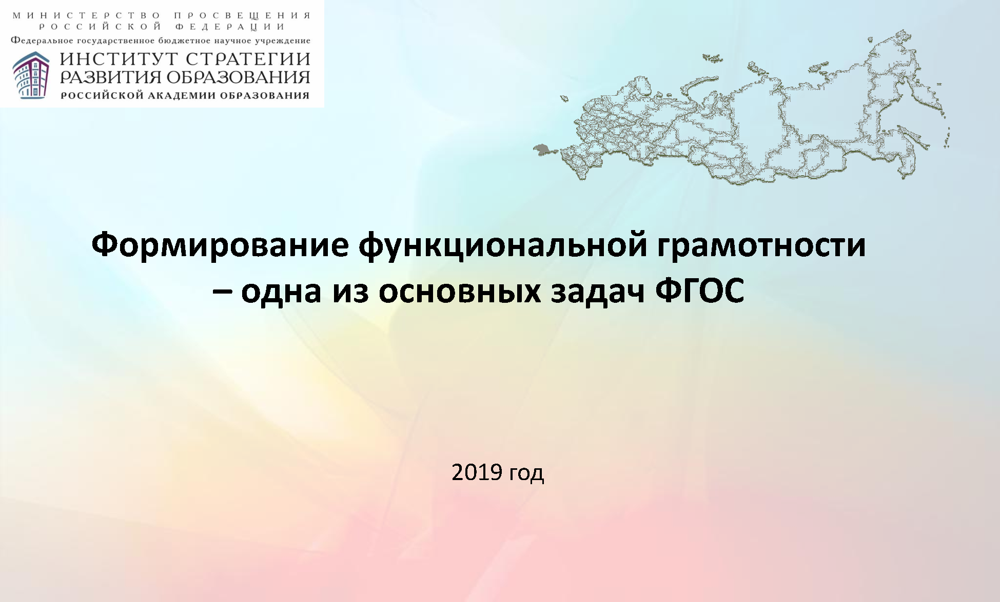 МИНИСТЕРСТВО ПРОСВЕЩЕНИЯ
РОССИЙСКОЙ ФЕДЕРАЦИИ
Федеральное государственное бюджетное научное учреждение
ИНСТИТУТ СТРАТЕГИИ
РАЗВИТИЯ ОБРАЗОВАНИЯ
РОССИЙСКОЙ АКАДЕМИИ ОБРАЗОВАНИЯ
Формирование функциональной грамотности
– одна из основных задач ФГОС
2019 год